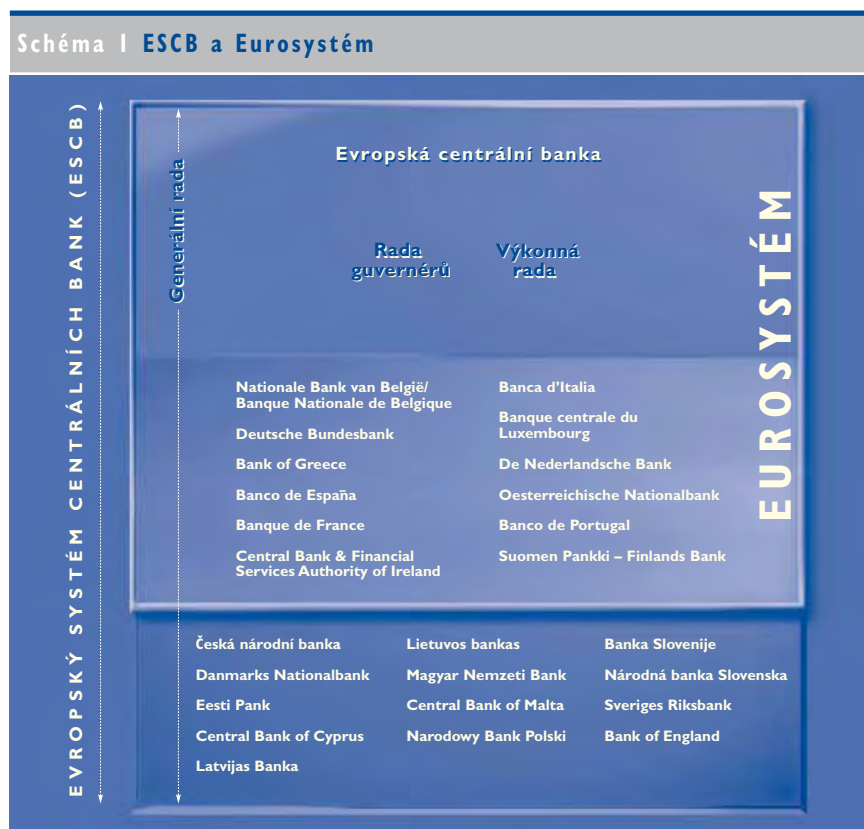 Schéma 1 ESCB a Eurosystém
EVROPSKÝ SYSTÉM CENTRÁLNÍCH BANK (ESCB)
Generální rada
Evropská centrální banka
Rada
guvernérů
Výkonná
rada
EUROSYSTÉM
Nationale Bank van België/
Banque Nationale de Belgique
Deutsche Bundesbank
Bank of Greece
Banco de España
Banque de France
Central Bank & Financial
Services Authority of Ireland
Banca d'Italia
Banque centrale du
Luxembourg
De Nederlandsche Bank
Oesterreichische Nationalbank
Banco de Portugal
Suomen Pankki – Finlands Bank
Česká národní banka
Danmarks Nationalbank
Eesti Pank
Central Bank of Cyprus
Latvijas Banka
Lietuvos bankas
Magyar Nemzeti Bank
Central Bank of Malta
Narodowy Bank Polski
Banka Slovenije
Národná banka Slovenska
Sveriges Riksbank
Bank of England